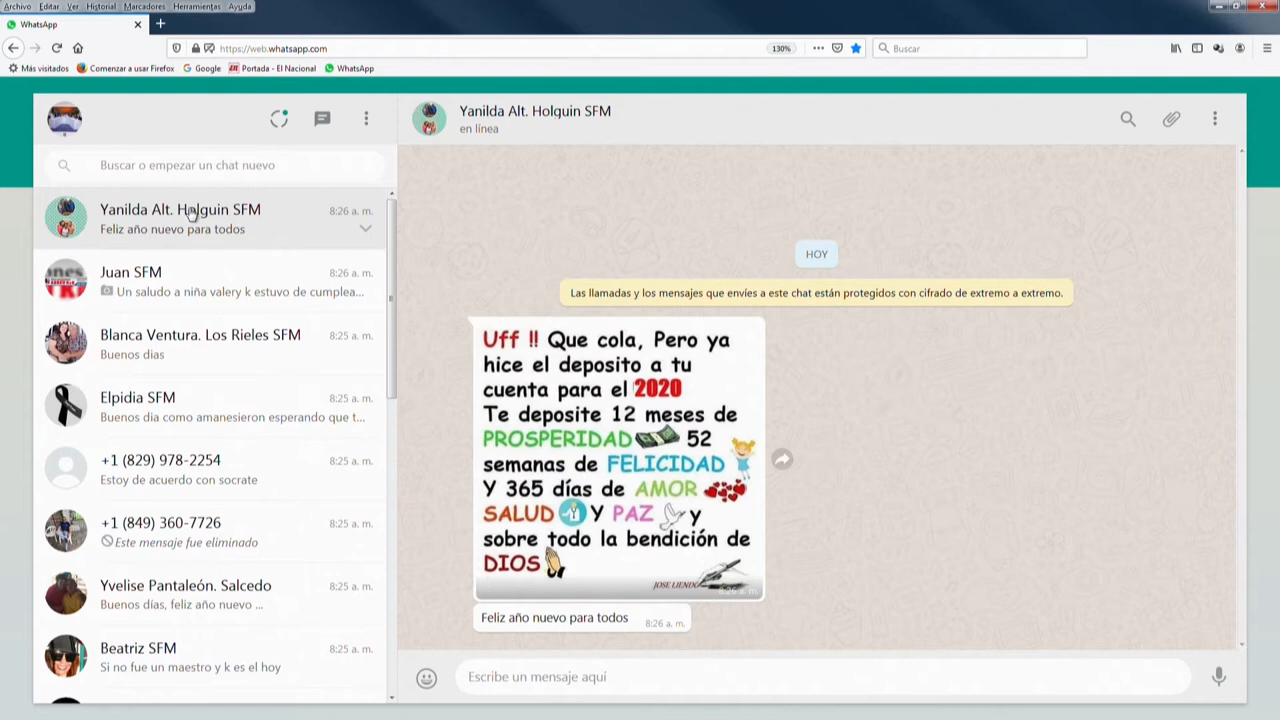 Archivo Editar Ver Historial Marcadores Herramientas Ayuda
WhatsApp
https://web.whatsapp.com
130%
Buscar
Más visitados
Comenzar a usar Firefox
Google
Portada - El Nacional
WhatsApp
Yanilda Alt. Holguin SFM
en línea
Buscar o empezar un chat nuevo
Yanilda Alt. Holguin SFM 8:26 a. m.
Feliz año nuevo para todos
Juan SFM 8:26 a. m.
Un saludo a niña valery k estuvo de cumplea...
Blanca Ventura. Los Rieles SFM 8:25 a. m.
Buenos dias
Elpidia SFM 8:25 a. m.
Buenos dia como amanesieron esperando que t...
+1 (829) 978-2254 8:25 a. m.
Estoy de acuerdo con socrate
+1 (849) 360-7726 8:25 a. m.
Este mensaje fue eliminado
Yvelise Pantaleón. Salcedo 8:25 a. m.
Buenos días, feliz año nuevo ...
Beatriz SFM 8:25 a. m.
Si no fue un maestro y k es el hoy
HOY
Las llamadas y los mensajes que envíes a este chat están protegidos con cifrado de extremo a extremo.
Uff !! Que cola, Pero ya
hice el deposito a tu
cuenta para el 2020
Te deposite 12 meses de
PROSPERIDAD 52
semanas de FELICIDAD
Y 365 días de AMOR
SALUD Y PAZ y
sobre todo la bendición de
DIOS
JOSE LIENDO
8:26 a. m.
Feliz año nuevo para todos 8:26 a. m.
Escribe un mensaje aquí